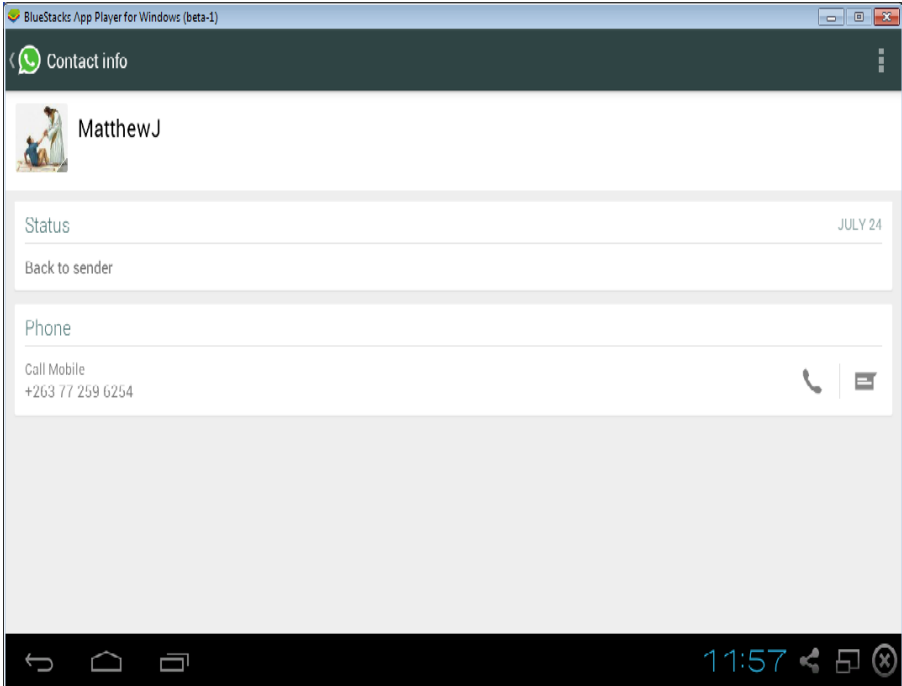 BlueStacks App Player for Windows (beta-1)
Contact info
MatthewJ
Status
JULY 24
Back to sender
Phone
Call Mobile
+263 77 259 6254
11:57